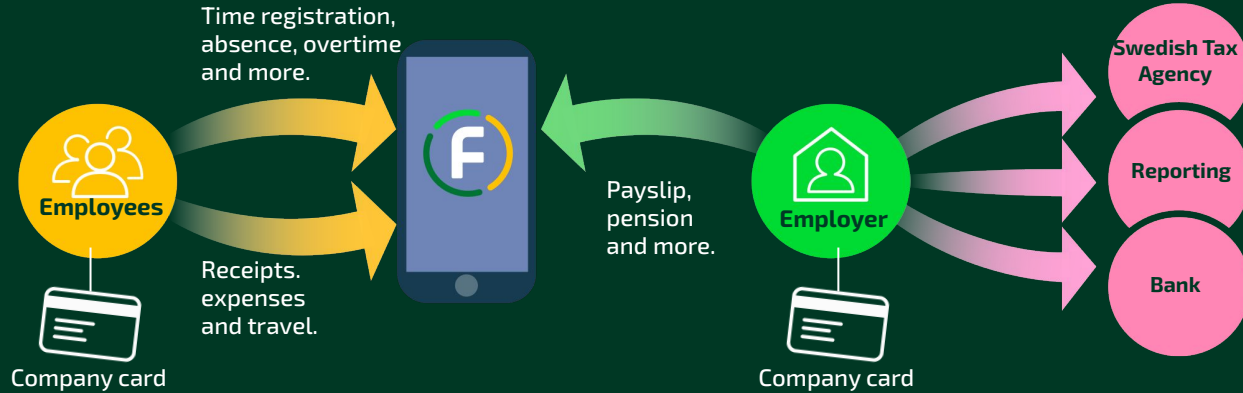 Time registration,
absence, overtime
and more.
Employees
Receipts.
expenses
and travel.
Company card
F
Payslip,
pension
and more.
Employer
Company card
Swedish Tax
Agency
Reporting
Bank